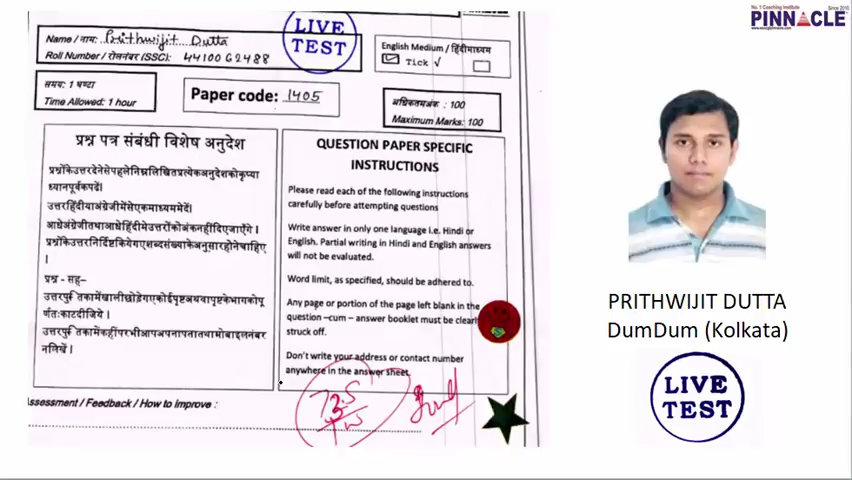 No. 1 Coaching Institute
Since 2010
PINNACLE
LIVE
TEST
Name / नाम: Prithwijit Dutta
Roll Number / रोलनंबर (SSC): 4410062488
English Medium / हिंदीमाध्यम
Tick √
समय: 1 घण्टा
Time Allowed: 1 hour
Paper code: 1405
अधिकतमअंक : 100
Maximum Marks: 100
प्रश्न पत्र संबंधी विशेष अनुदेश
प्रश्नोंकेउत्तरदेनेसेपहलेनिम्नलिखितप्रत्येकअनुदेशकोकृप्या
ध्यानपूर्वकपढें।
उत्तरहिंदीयाअंग्रेजीमेंसेएकमाध्यममेंदें।
आधेअंग्रेजीतथाआधेहिंदीमेंउत्तरोंकोअंकनहींदिएजाएँगे।
प्रश्नोंकेउत्तरनिर्दिष्टकियेगएशब्दसंख्याकेअनुसारहोनेचाहिए
।
प्रश्न - सह–
उत्तरपुस्तिकामेंखालीछोड़ेगएकोईपृष्टअथवापृष्टकेभागकोपू
र्णतःकाटदीजिये।
उत्तरपुस्तिकामेंकहींपरभीआपअपनापतातथामोबाइलनंबर
नलिखें।
QUESTION PAPER SPECIFIC
INSTRUCTIONS
Please read each of the following instructions
carefully before attempting questions
Write answer in only one language i.e. Hindi or
English. Partial writing in Hindi and English answers
will not be evaluated.
Word limit, as specified, should be adhered to.
Any page or portion of the page left blank in the
question –cum – answer booklet must be clearl
struck off.
Don't write your address or contact number
anywhere in the answer sheet.
Assessment / Feedback / How to improve :
73.5
PRITHWIJIT DUTTA
DumDum (Kolkata)
LIVE
TEST